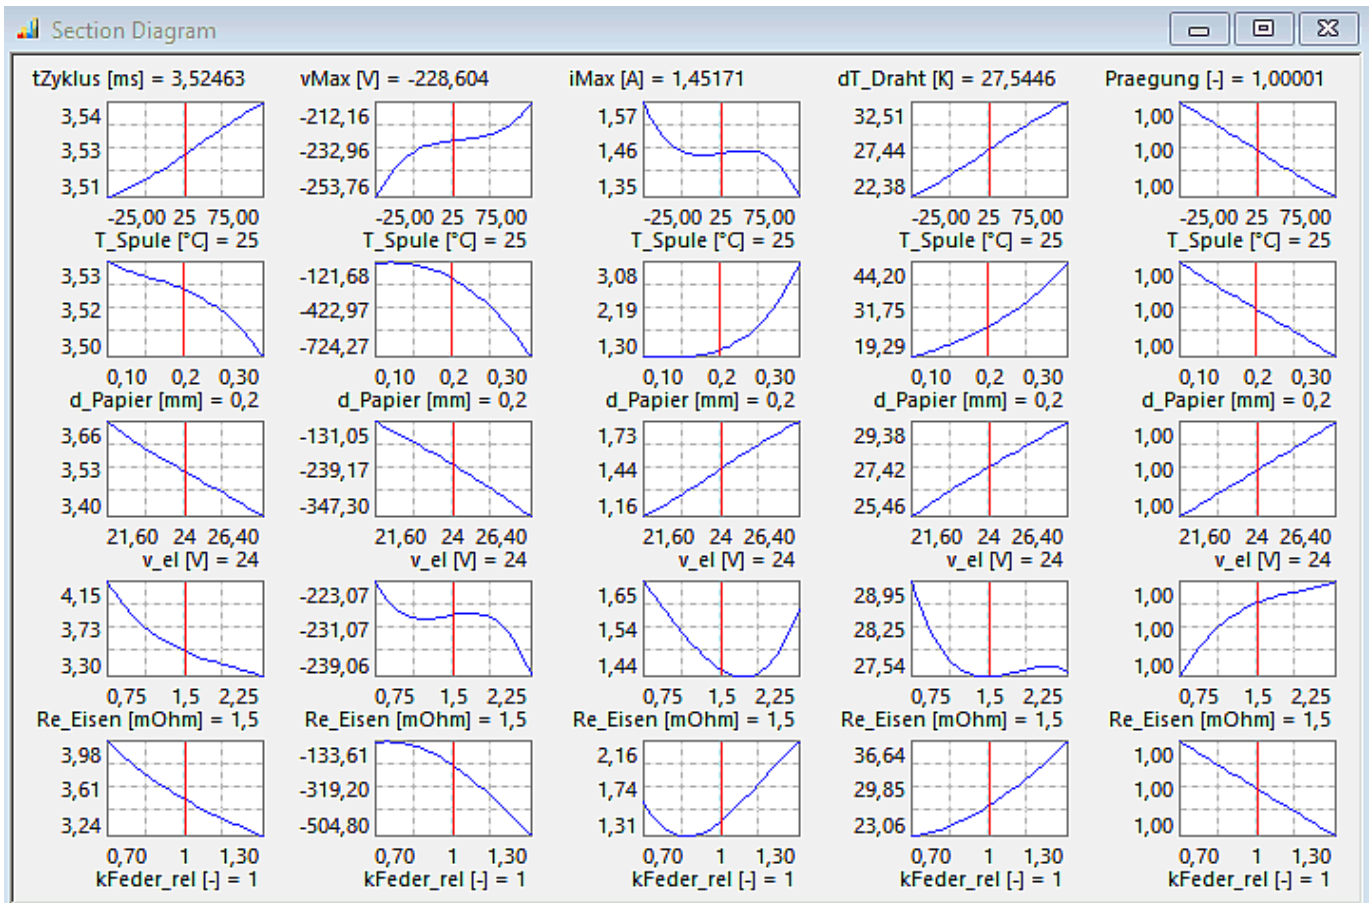 Section Diagram
tZyklus [ms] = 3,52463 vMax [V] = -228,604 iMax [A] = 1,45171 dT_Draht [K] = 27,5446 Praegung [-] = 1,00001
3,54 -212,16 1,57 32,51 1,00
3,53 -232,96 1,46 27,44 1,00
3,51 -253,76 1,35 22,38 1,00
-25,00 25 75,00 -25,00 25 75,00 -25,00 25 75,00 -25,00 25 75,00 -25,00 25 75,00
T_Spule [°C] = 25 T_Spule [°C] = 25 T_Spule [°C] = 25 T_Spule [°C] = 25 T_Spule [°C] = 25
3,53 -121,68 3,08 44,20 1,00
3,52 -422,97 2,19 31,75 1,00
3,50 -724,27 1,30 19,29 1,00
0,10 0,2 0,30 0,10 0,2 0,30 0,10 0,2 0,30 0,10 0,2 0,30 0,10 0,2 0,30
d_Papier [mm] = 0,2 d_Papier [mm] = 0,2 d_Papier [mm] = 0,2 d_Papier [mm] = 0,2 d_Papier [mm] = 0,2
3,66 -131,05 1,73 29,38 1,00
3,53 -239,17 1,44 27,42 1,00
3,40 -347,30 1,16 25,46 1,00
21,60 24 26,40 21,60 24 26,40 21,60 24 26,40 21,60 24 26,40 21,60 24 26,40
v_el [V] = 24 v_el [V] = 24 v_el [V] = 24 v_el [V] = 24 v_el [V] = 24
4,15 -223,07 1,65 28,95 1,00
3,73 -231,07 1,54 28,25 1,00
3,30 -239,06 1,44 27,54 1,00
0,75 1,5 2,25 0,75 1,5 2,25 0,75 1,5 2,25 0,75 1,5 2,25 0,75 1,5 2,25
Re_Eisen [mOhm] = 1,5 Re_Eisen [mOhm] = 1,5 Re_Eisen [mOhm] = 1,5 Re_Eisen [mOhm] = 1,5 Re_Eisen [mOhm] = 1,5
3,98 -133,61 2,16 36,64 1,00
3,61 -319,20 1,74 29,85 1,00
3,24 -504,80 1,31 23,06 1,00
0,70 1 1,30 0,70 1 1,30 0,70 1 1,30 0,70 1 1,30 0,70 1 1,30
kFeder_rel [-] = 1 kFeder_rel [-] = 1 kFeder_rel [-] = 1 kFeder_rel [-] = 1 kFeder_rel [-] = 1